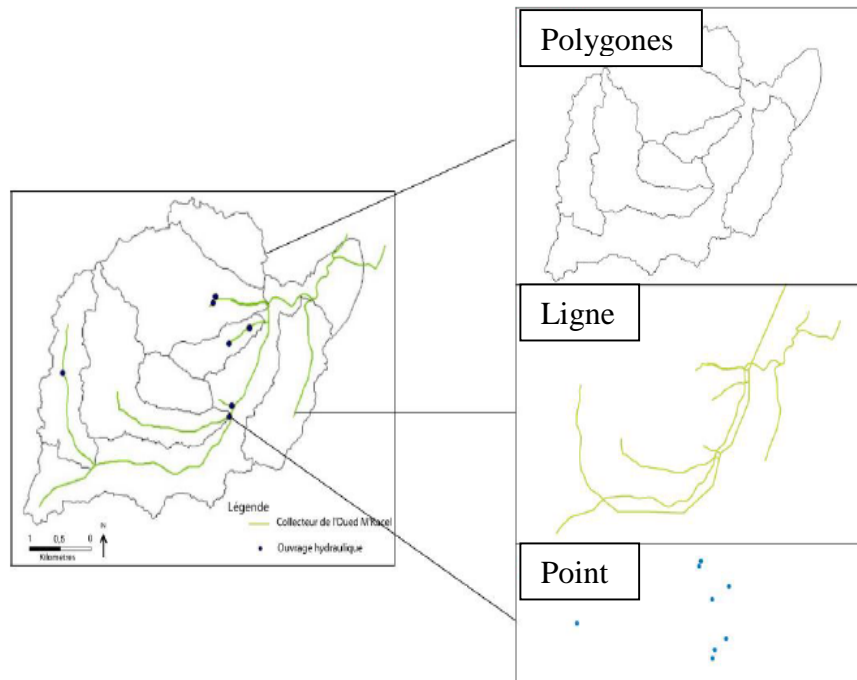 Polygones
Ligne
Point
Légende
Collecteur de l'Oued M'Kacel
Ouvrage hydraulique
N
1 0,5 0
Kilomètres